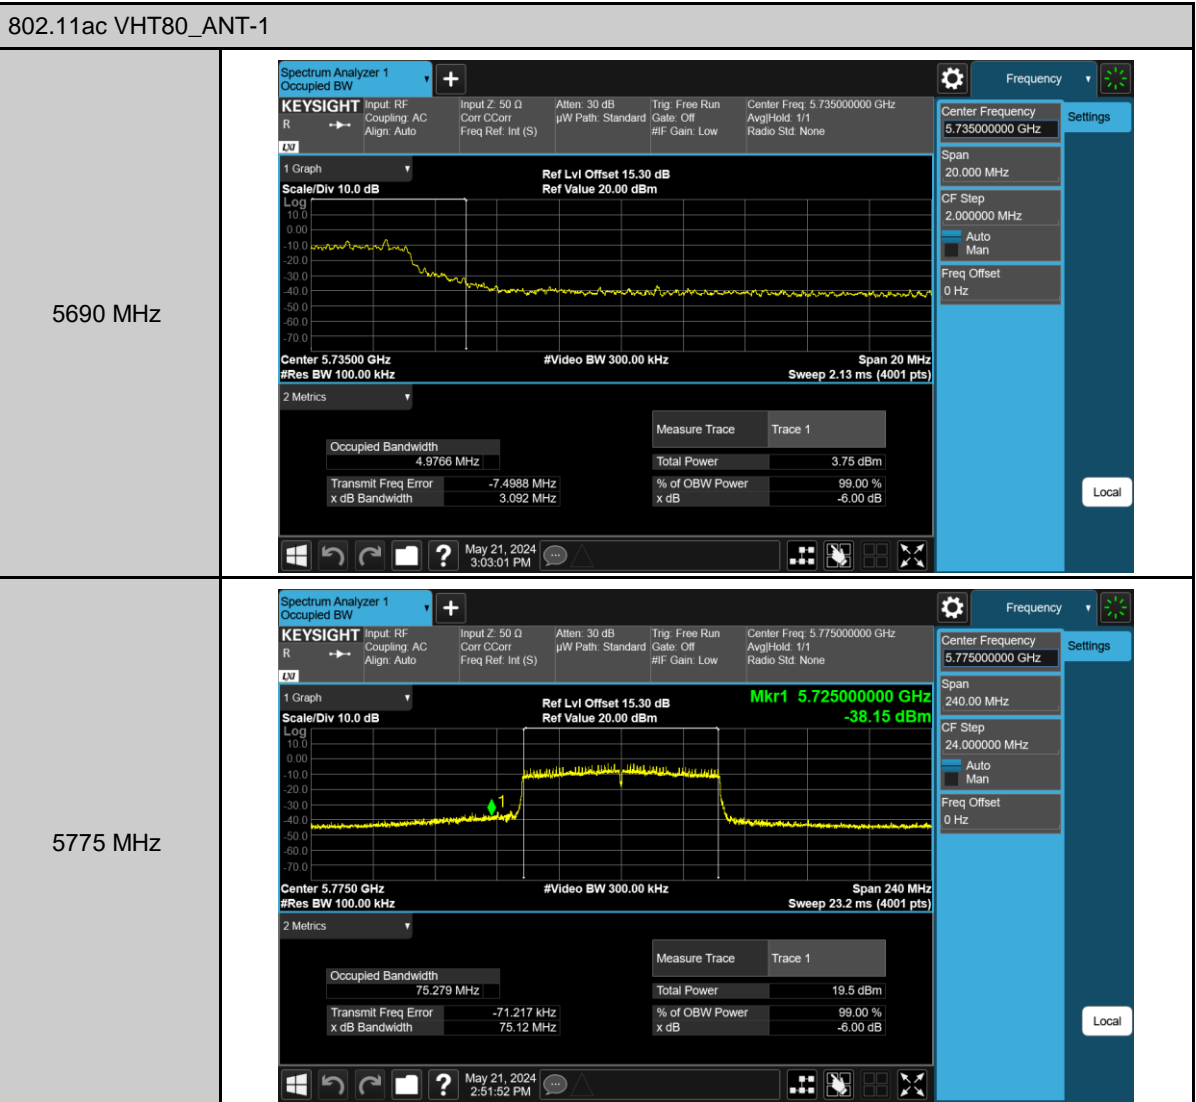 802.11ac VHT80_ANT-1
5690 MHz
Spectrum Analyzer 1
Occupied BW
+
Frequency
KEYSIGHT Input: RF Input Z: 50 Ω Atten: 30 dB Trig: Free Run Center Freq: 5.735000000 GHz
R Coupling: AC Corr CCorr µW Path: Standard Gate: Off Avg|Hold: 1/1
Align: Auto Freq Ref: Int (S) #IF Gain: Low Radio Std: None
LXI
Center Frequency
5.735000000 GHz
Settings
Span
20.000 MHz
CF Step
2.000000 MHz
Auto
Man
Freq Offset
0 Hz
Local
1 Graph
Ref Lvl Offset 15.30 dB
Scale/Div 10.0 dB Ref Value 20.00 dBm
Log
10.0
0.00
-10.0
-20.0
-30.0
-40.0
-50.0
-60.0
-70.0
Center 5.73500 GHz #Video BW 300.00 kHz Span 20 MHz
#Res BW 100.00 kHz Sweep 2.13 ms (4001 pts)
2 Metrics
Measure Trace Trace 1
Occupied Bandwidth
4.9766 MHz
Total Power 3.75 dBm
Transmit Freq Error -7.4988 MHz % of OBW Power 99.00 %
x dB Bandwidth 3.092 MHz x dB -6.00 dB
?
May 21, 2024
3:03:01 PM
5775 MHz
Spectrum Analyzer 1
Occupied BW
+
Frequency
KEYSIGHT Input: RF Input Z: 50 Ω Atten: 30 dB Trig: Free Run Center Freq: 5.775000000 GHz
R Coupling: AC Corr CCorr µW Path: Standard Gate: Off Avg|Hold: 1/1
Align: Auto Freq Ref: Int (S) #IF Gain: Low Radio Std: None
LXI
Center Frequency
5.775000000 GHz
Settings
Span
240.00 MHz
CF Step
24.000000 MHz
Auto
Man
Freq Offset
0 Hz
Local
1 Graph
Mkr1 5.725000000 GHz
Ref Lvl Offset 15.30 dB
Scale/Div 10.0 dB Ref Value 20.00 dBm -38.15 dBm
Log
10.0
0.00
-10.0
-20.0
-30.0
-40.0
-50.0
-60.0
-70.0
1
Center 5.7750 GHz #Video BW 300.00 kHz Span 240 MHz
#Res BW 100.00 kHz Sweep 23.2 ms (4001 pts)
2 Metrics
Measure Trace Trace 1
Occupied Bandwidth
75.279 MHz
Total Power 19.5 dBm
Transmit Freq Error -71.217 kHz % of OBW Power 99.00 %
x dB Bandwidth 75.12 MHz x dB -6.00 dB
?
May 21, 2024
2:51:52 PM